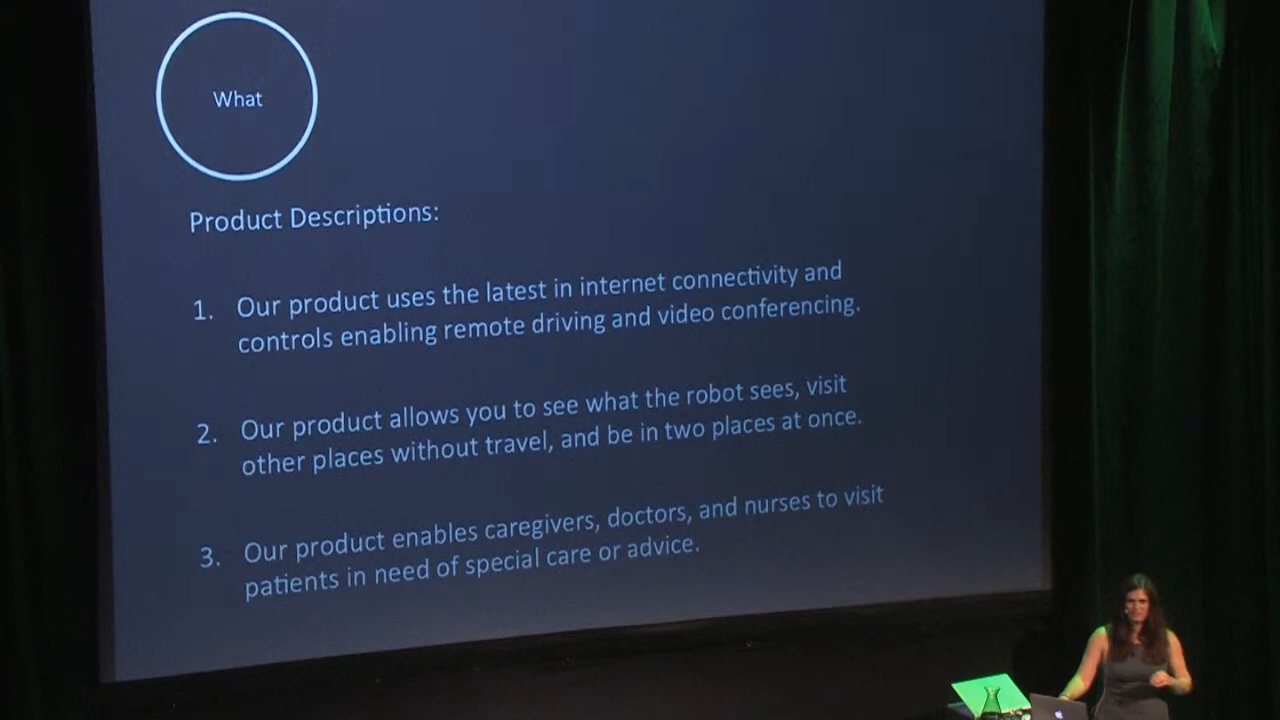 What
Product Descriptions:
1. Our product uses the latest in internet connectivity and
controls enabling remote driving and video conferencing.
2. Our product allows you to see what the robot sees, visit
other places without travel, and be in two places at once.
3. Our product enables caregivers, doctors, and nurses to visit
patients in need of special care or advice.